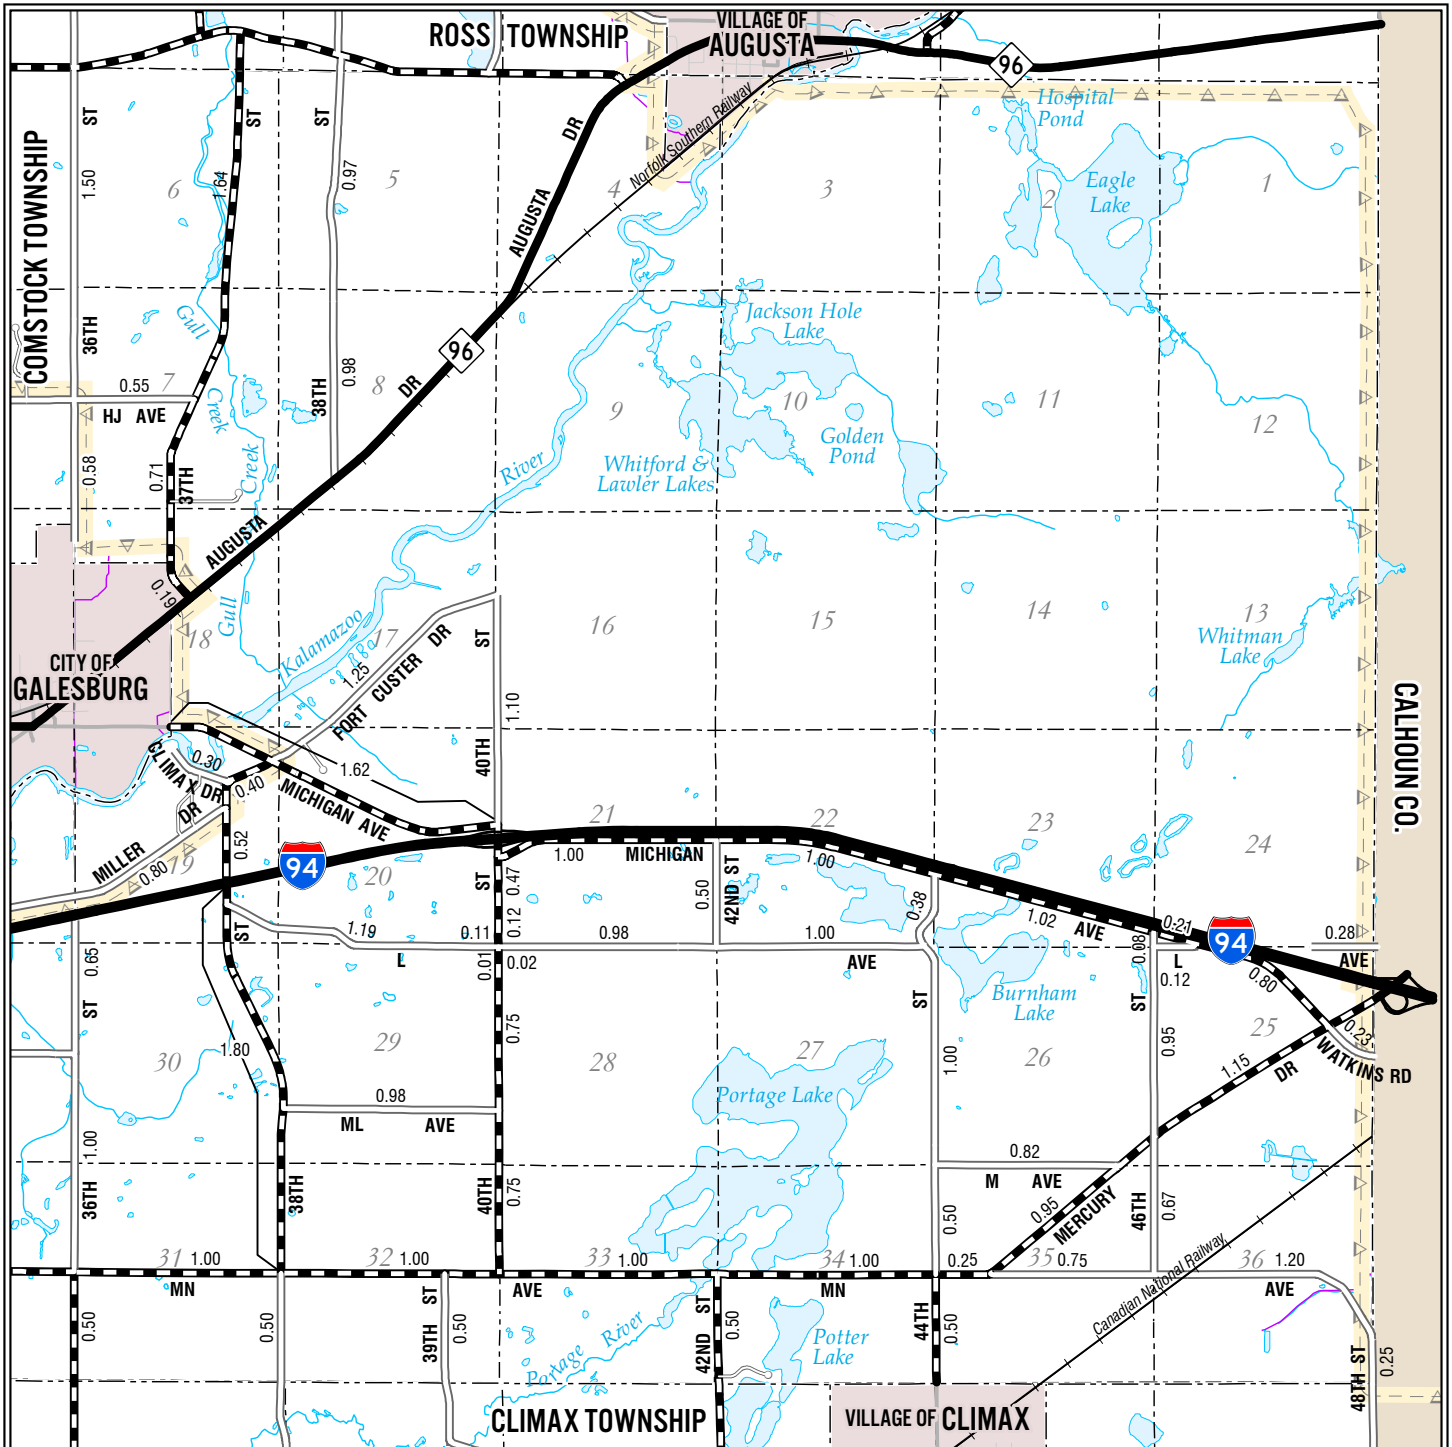 ROSS TOWNSHIP
VILLAGE OF
AUGUSTA
96
Hospital
Pond
ST
ST
ST
DR
Norfolk Southern Railway
COMSTOCK TOWNSHIP
1.50
6
1.64
0.97
5
4
3
2
1
Eagle
Lake
AUGUSTA
36TH
Gull
Jackson Hole
Lake
96
0.55
7
HJ AVE
Creek
38TH
0.98
8
DR
9
10
11
12
Golden
Pond
0.58
0.71
37TH
Creek
River
Whitford &
Lawler Lakes
AUGUSTA
0.19
18
Gull
Kalamazoo
17
1.25
FORT CUSTER DR
ST
16
15
14
13
Whitman
Lake
CITY OF
GALESBURG
1.10
CALHOUN CO.
CLIMAX DR
0.30
0.40
1.62
40TH
MICHIGAN AVE
DR
MILLER
0.80
19
0.52
94
20
21
22
23
24
1.00
MICHIGAN
1.00
ST
0.47
0.50
42ND ST
0.38
1.02
AVE
0.21
94
0.28
AVE
ST
1.19
L
0.11
0.12
0.98
1.00
AVE
0.08
L
0.12
0.65
0.01
0.02
0.80
ST
ST
Burnham
Lake
ST
0.23
WATKINS RD
30
1.80
29
0.75
28
27
1.00
26
0.95
25
1.15
DR
0.98
ML AVE
Portage Lake
1.00
0.82
M AVE
36TH
38TH
40TH
0.75
0.50
0.95
MERCURY
46TH
0.67
31
1.00
32
1.00
33
1.00
34
1.00
0.25
35
0.75
36
1.20
MN
AVE
MN
AVE
Canadian National Railway
0.50
0.50
39TH ST
0.50
Portage River
42ND ST
0.50
Potter
Lake
44TH
0.50
48TH ST
0.25
CLIMAX TOWNSHIP
VILLAGE OF CLIMAX